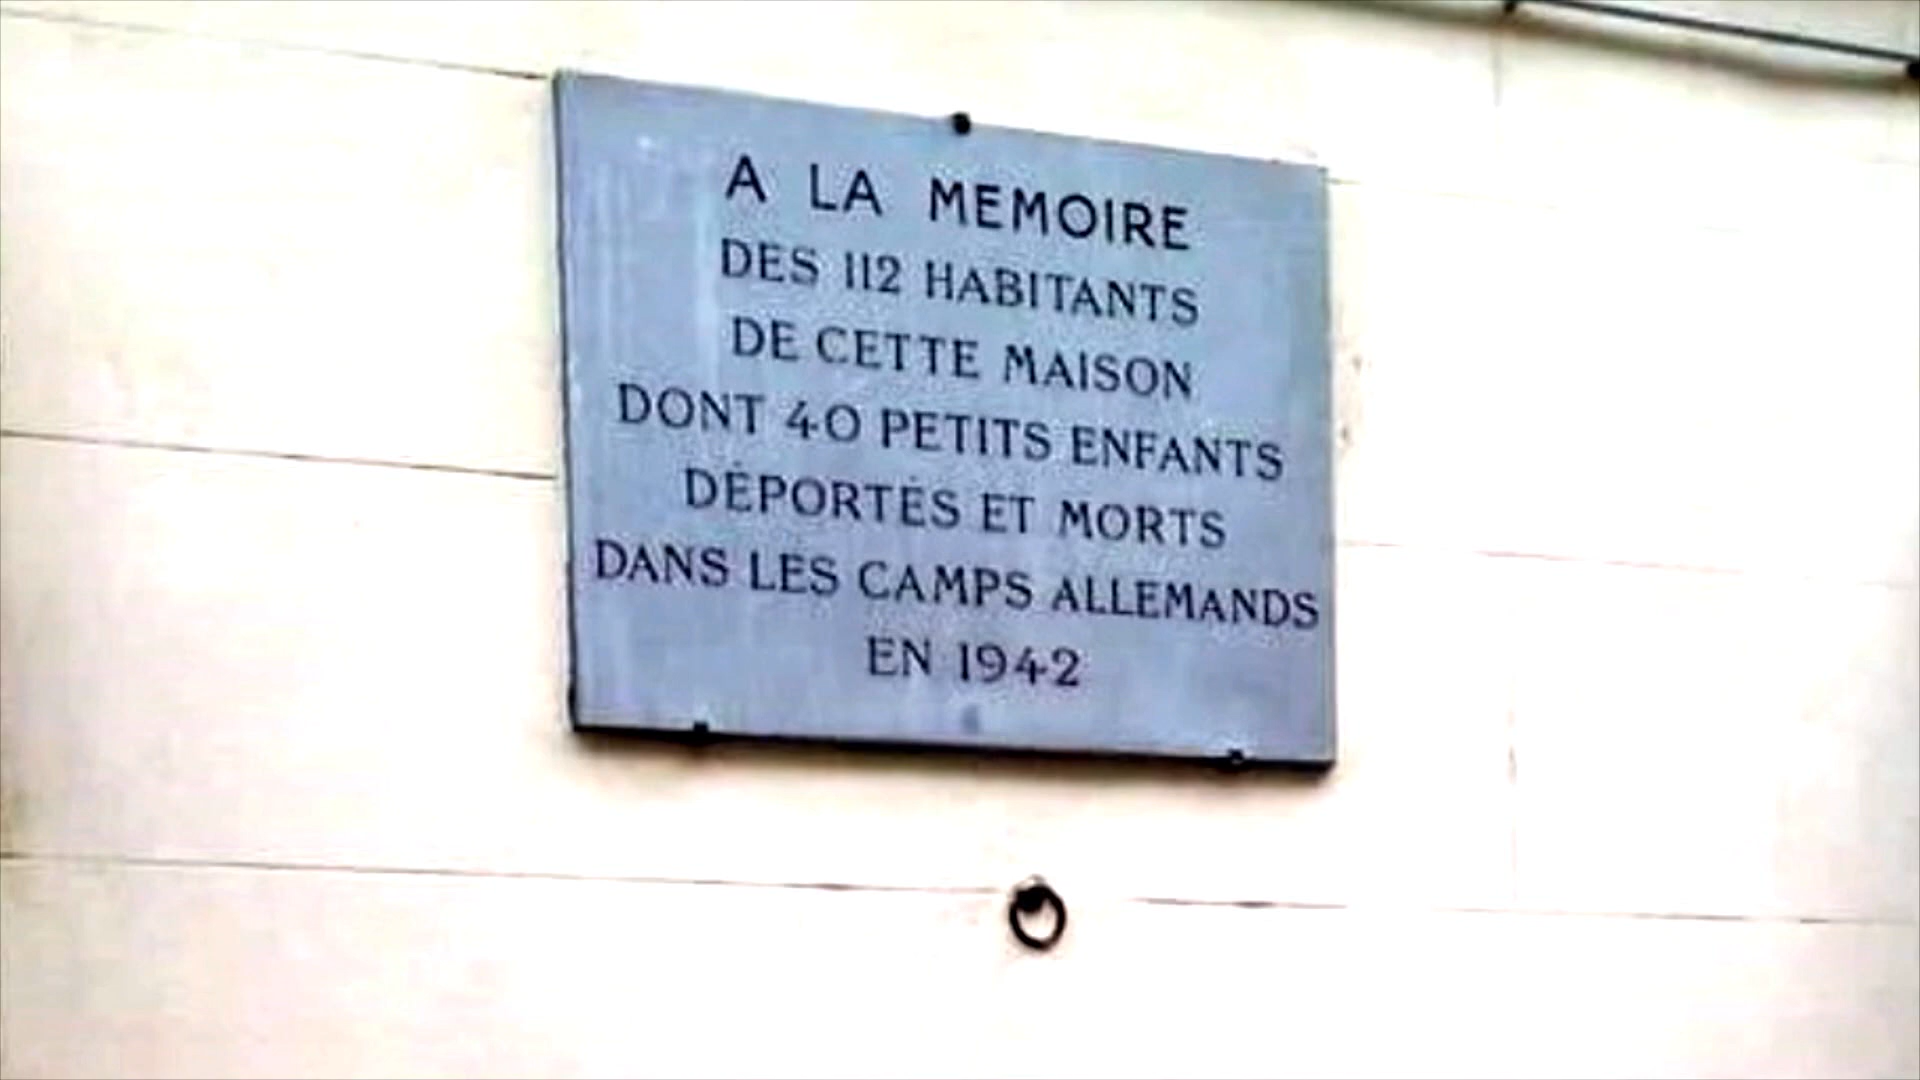 A LA MEMOIRE
DES 112 HABITANTS
DE CETTE MAISON
DONT 40 PETITS ENFANTS
DÉPORTÉS ET MORTS
DANS LES CAMPS ALLEMANDS
EN 1942